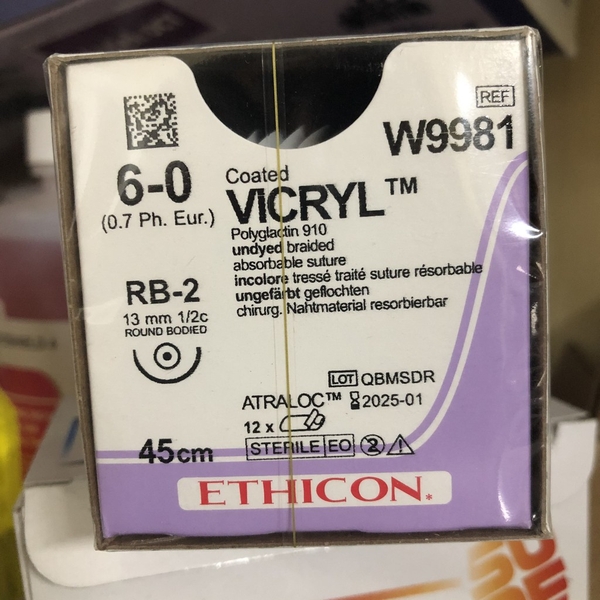 REF
W9981
6-0
(0.7 Ph. Eur.)
Coated
VICRYL™
Polyglactin 910
undyed braided
absorbable suture
incolore tressé traité suture résorbable
ungefärbt geflochten
chirurg. Nahtmaterial resorbierbar
RB-2
13 mm 1/2c
ROUND BODIED
LOT QBMSDR
ATRALOC™ 2025-01
12 x
45cm
STERILE EO 2
ETHICON